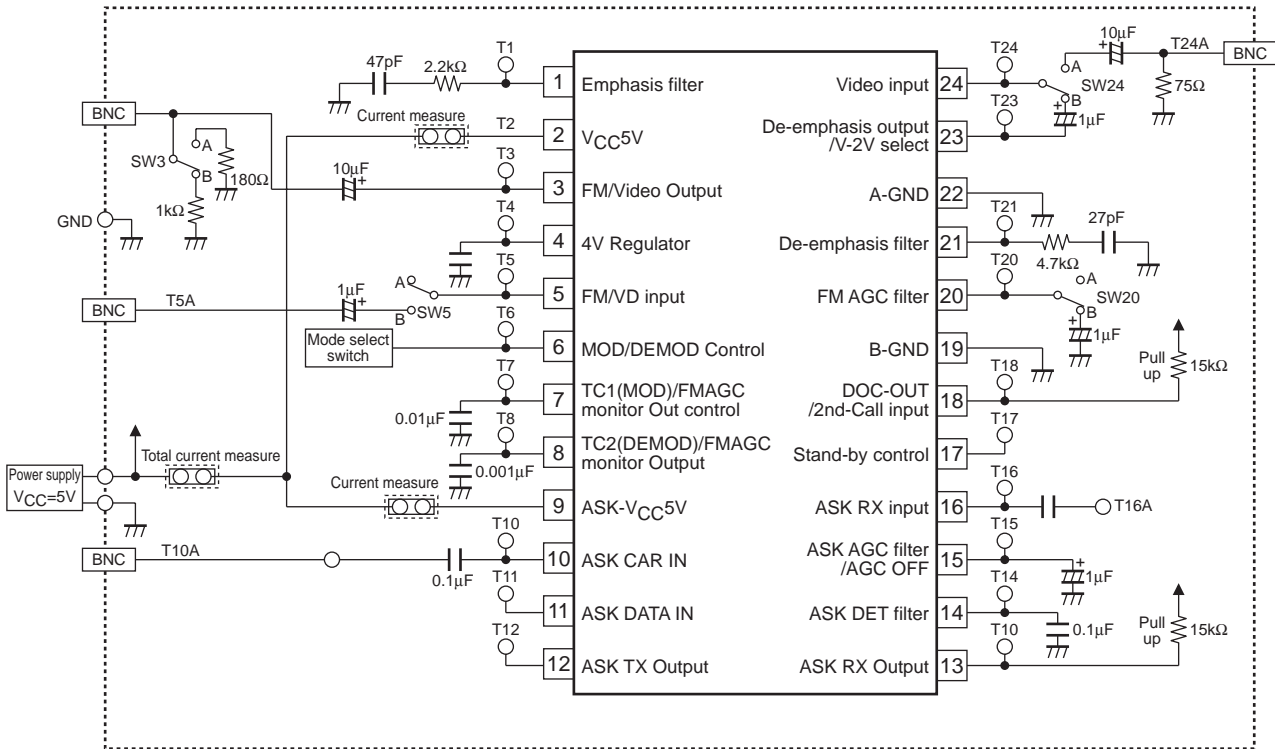 BNC
SW3
A
B
180Ω
1kΩ
GND
BNC
T5A
Power supply
VCC=5V
Total current measure
BNC
T10A
47pF
2.2kΩ
T1
Current measure
T2
10µF
+
T3
T4
A
B
SW5
1µF
+
T5
Mode select
switch
T6
T7
0.01µF
T8
0.001µF
Current measure
0.1µF
T10
T11
T12
1 Emphasis filter
2 VCC5V
3 FM/Video Output
4 4V Regulator
5 FM/VD input
6 MOD/DEMOD Control
7 TC1(MOD)/FMAGC
monitor Out control
8 TC2(DEMOD)/FMAGC
monitor Output
9 ASK-VCC5V
10 ASK CAR IN
11 ASK DATA IN
12 ASK TX Output
Video input 24
De-emphasis output
/V-2V select 23
A-GND 22
De-emphasis filter 21
FM AGC filter 20
B-GND 19
DOC-OUT
/2nd-Call input 18
Stand-by control 17
ASK RX input 16
ASK AGC filter
/AGC OFF 15
ASK DET filter 14
ASK RX Output 13
T24
A
B
SW24
+
10µF
T24A
BNC
75Ω
T23
+
1µF
T21
4.7kΩ
27pF
T20
A
B
SW20
+
1µF
T18
Pull
up
15kΩ
T17
T16
T16A
T15
+
1µF
T14
0.1µF
T10
Pull
up
15kΩ